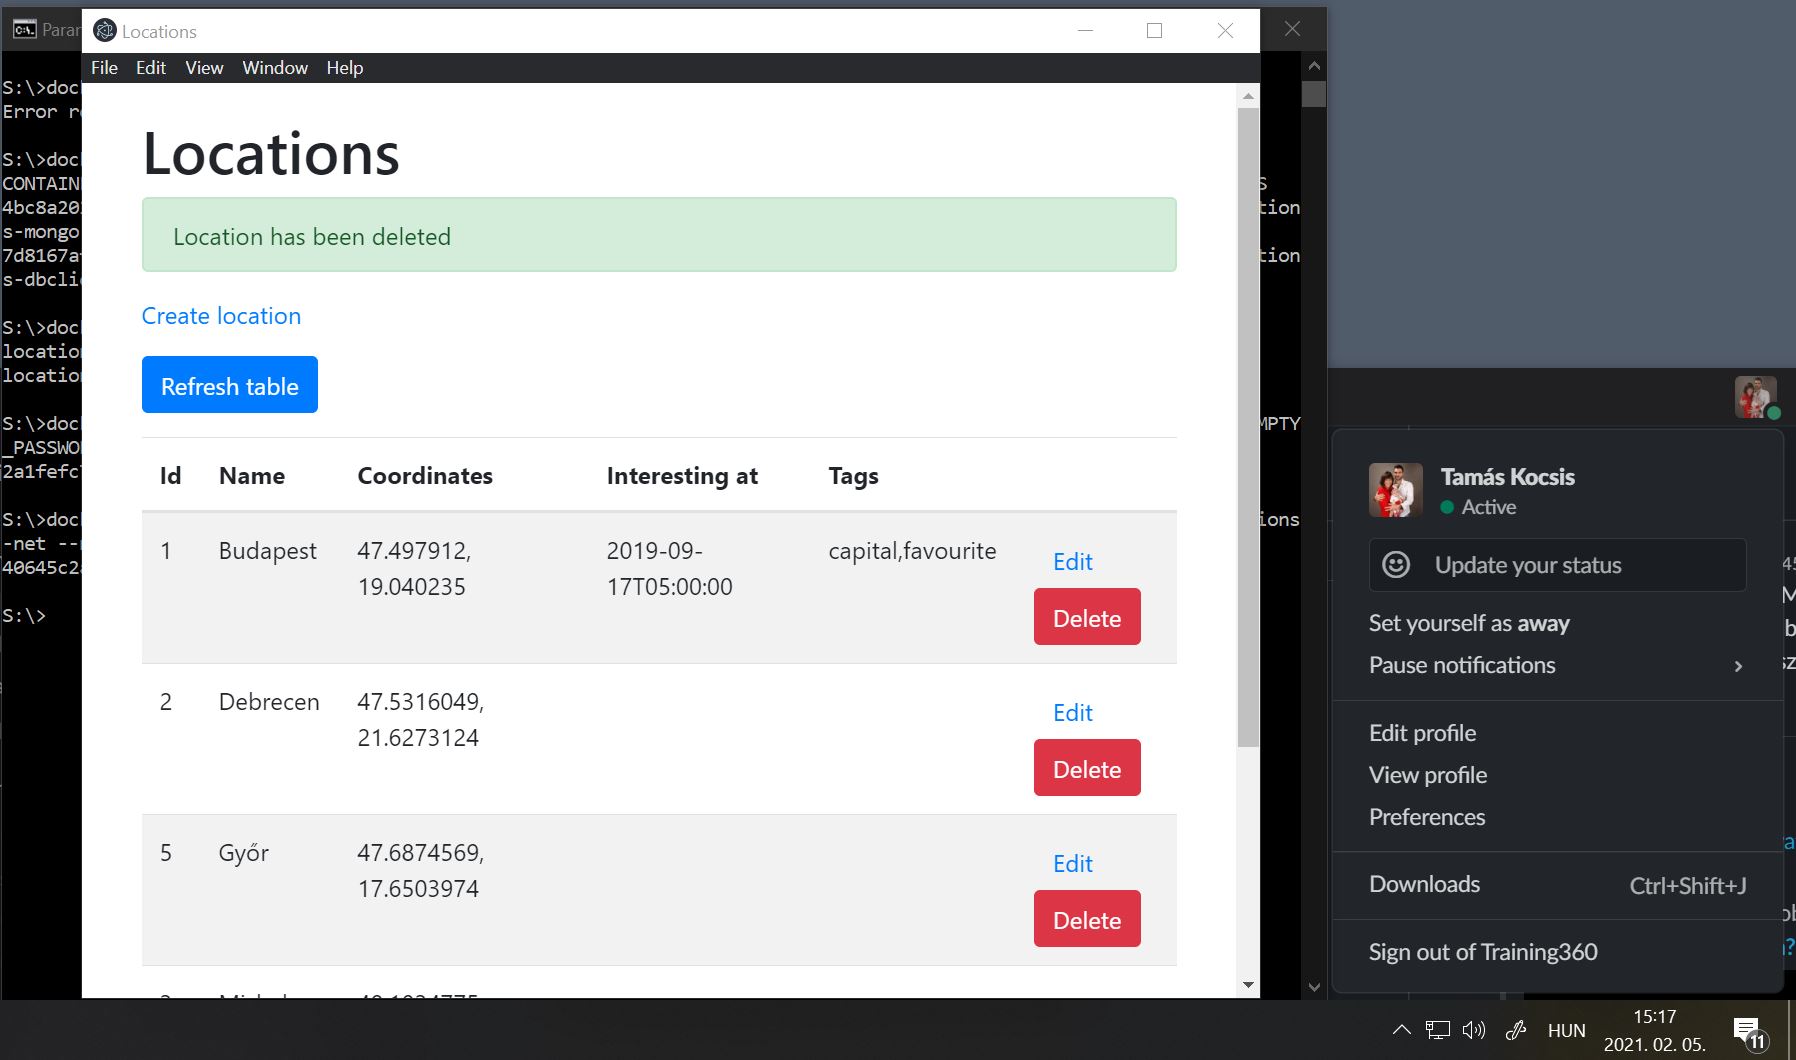 Locations
File Edit View Window Help
Locations
Location has been deleted
Create location
Refresh table
Id Name Coordinates Interesting at Tags
1 Budapest 47.497912, 19.040235 2019-09-17T05:00:00 capital,favourite Edit Delete
2 Debrecen 47.5316049, 21.6273124 Edit Delete
5 Győr 47.6874569, 17.6503974 Edit Delete
S:\>doc
Error r
S:\>doc
CONTAIN
4bc8a20
s-mongo
7d8167a
s-dbcli
S:\>doc
locatio
locatio
S:\>doc
_PASSWO
2a1fefc
S:\>doc
-net --
40645c2
S:\>
S
tion
tion
MPTY
ions
Tamás Kocsis
Active
Update your status
Set yourself as away
Pause notifications
Edit profile
View profile
Preferences
Downloads Ctrl+Shift+J
Sign out of Training360
HUN
15:17
2021. 02. 05.
11